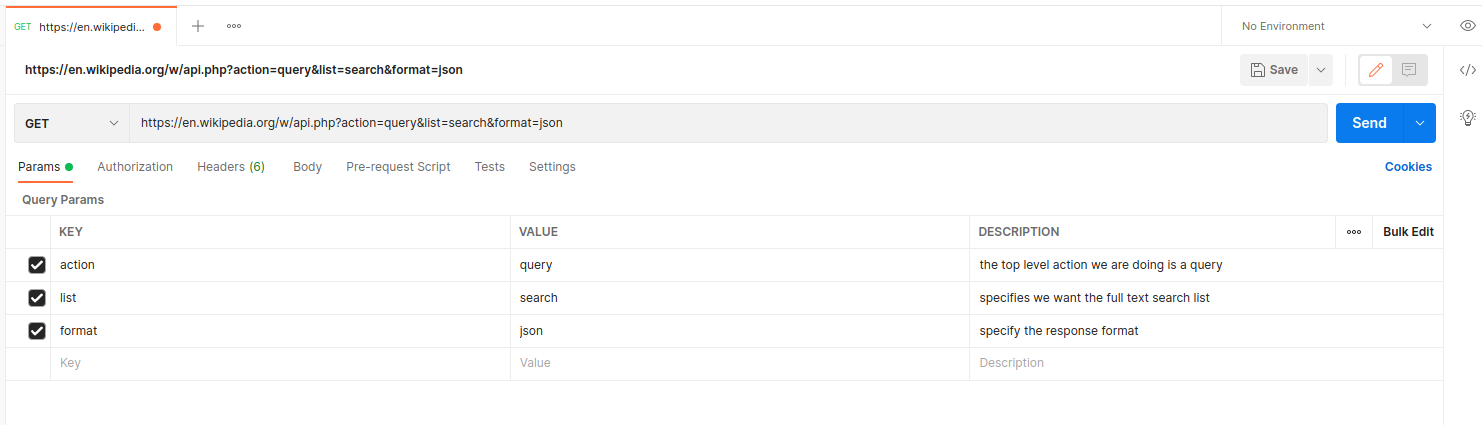 GET https://en.wikipedi... No Environment
https://en.wikipedia.org/w/api.php?action=query&list=search&format=json Save
GET https://en.wikipedia.org/w/api.php?action=query&list=search&format=json Send
Params Authorization Headers (6) Body Pre-request Script Tests Settings Cookies
Query Params
KEY VALUE DESCRIPTION Bulk Edit
action query the top level action we are doing is a query
list search specifies we want the full text search list
format json specify the response format
Key Value Description